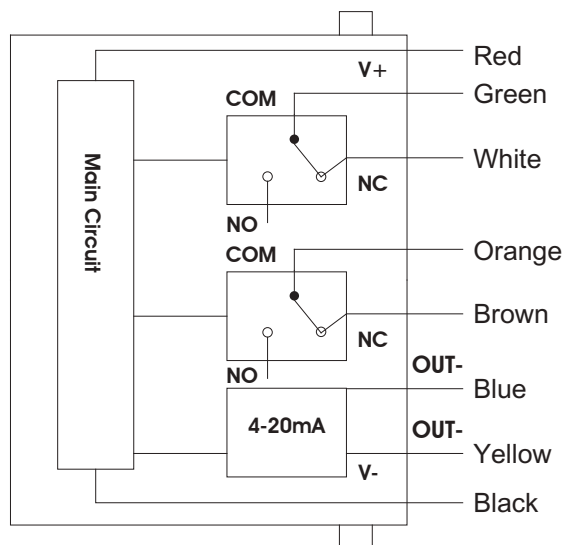 Red
V+
COM
Green
White
NC
NO
Main Circuit
COM
Orange
Brown
NC
NO
OUT-
Blue
4-20mA
OUT-
Yellow
V-
Black